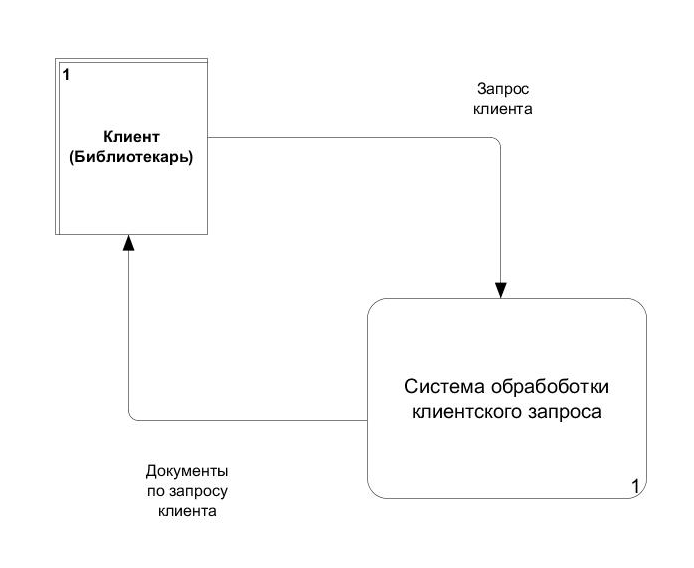 1
Клиент
(Библиотекарь)
Запрос
клиента
Система обрабоботки
клиентского запроса
1
Документы
по запросу
клиента